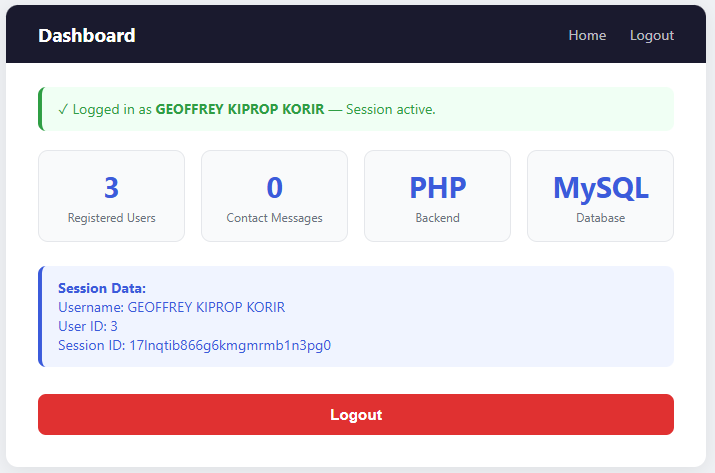 Dashboard
Home
Logout
✓ Logged in as GEOFFREY KIPROP KORIR — Session active.
3
Registered Users
0
Contact Messages
PHP
Backend
MySQL
Database
Session Data:
Username: GEOFFREY KIPROP KORIR
User ID: 3
Session ID: 17lnqtib866g6kmgmrmb1n3pg0
Logout